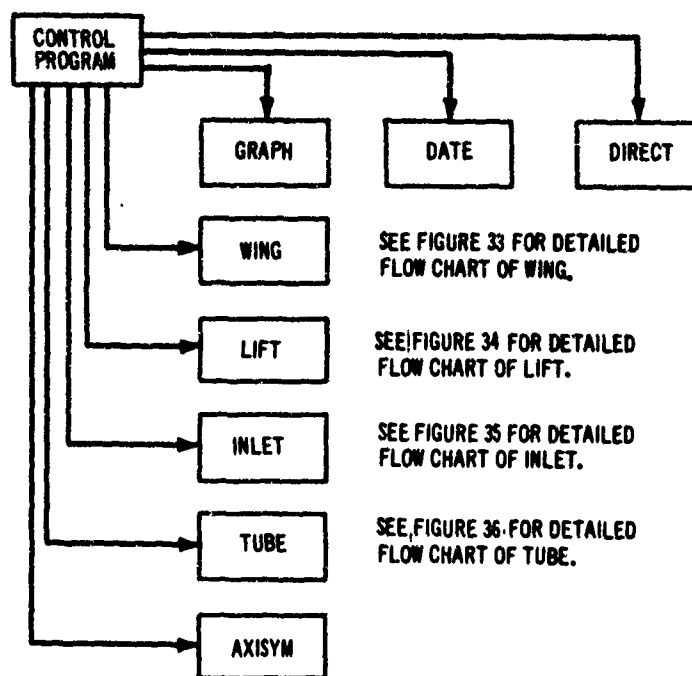 CONTROL
PROGRAM
GRAPH
DATE
DIRECT
WING
SEE FIGURE 33 FOR DETAILED
FLOW CHART OF WING.
LIFT
SEE FIGURE 34 FOR DETAILED
FLOW CHART OF LIFT.
INLET
SEE FIGURE 35 FOR DETAILED
FLOW CHART OF INLET.
TUBE
SEE FIGURE 36 FOR DETAILED
FLOW CHART OF TUBE.
AXISYM